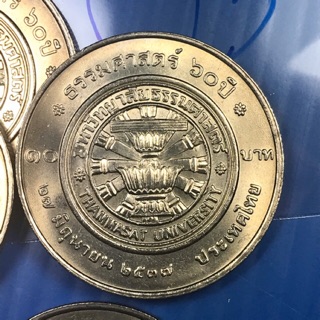 ธรรมศาสตร์ ๖๐ ปี
๑๐ บาท
มหาวิทยาลัยธรรมศาสตร์
THAMMASAT UNIVERSITY
๒๗ มิถุนายน ๒๕๓๗ ประเทศไทย